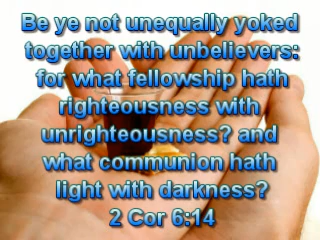 Be ye not unequally yoked
together with unbelievers:
for what fellowship hath
righteousness with
unrighteousness? and
what communion hath
light with darkness?
2 Cor 6:14